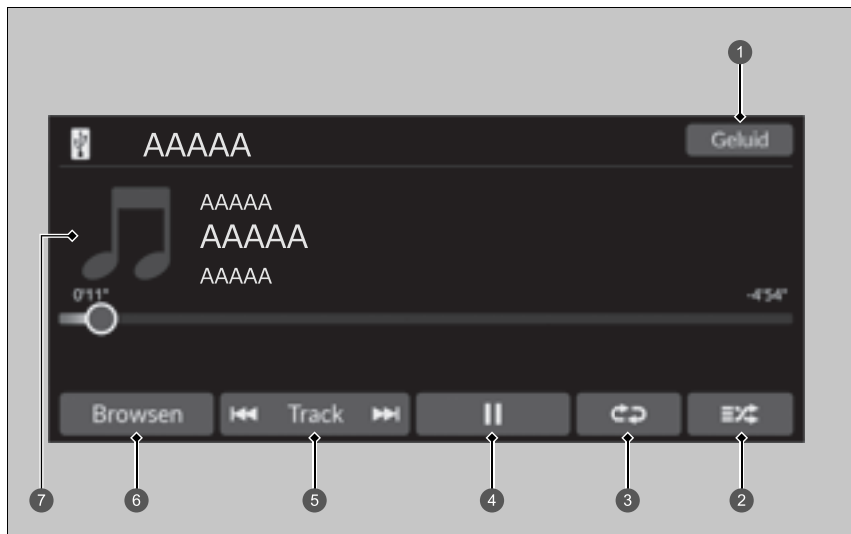 1
AAAAA
Geluid
AAAAA
AAAAA
AAAAA
7
0'11"
-4'54"
Browsen
Track
6
5
4
3
2